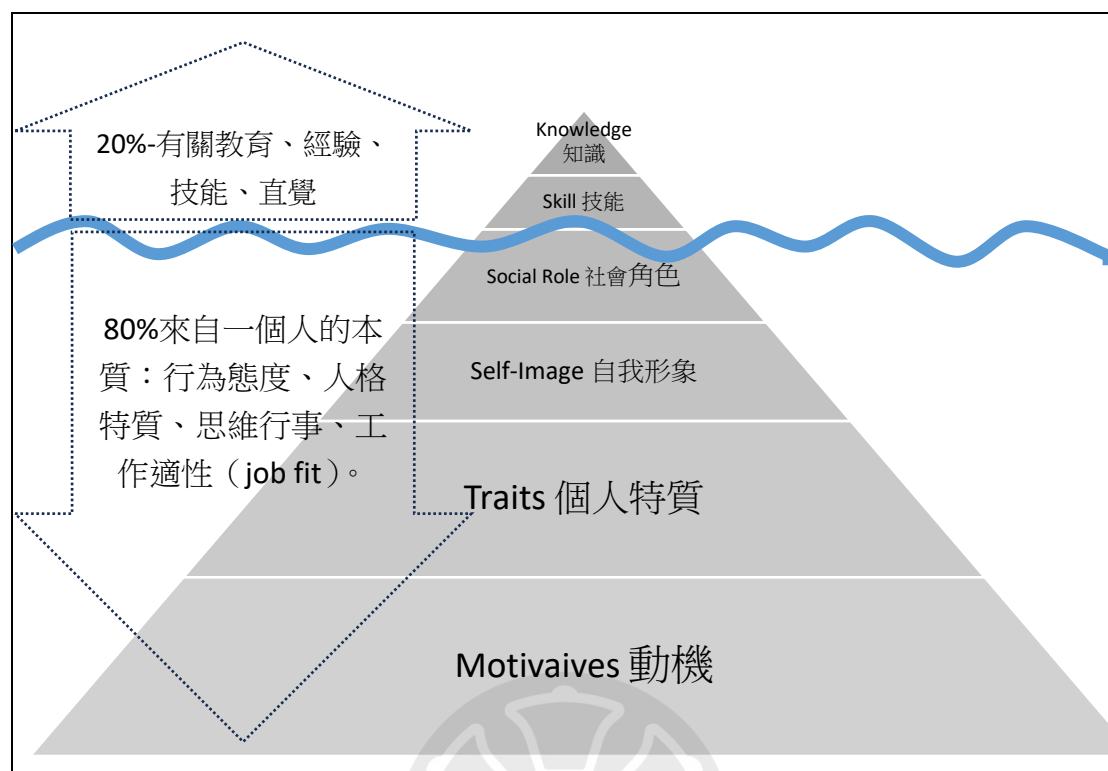 20%-有關教育、經驗、
技能、直覺
80%來自一個人的本
質：行為態度、人格
特質、思維行事、工
作適性（job fit）。
Knowledge
知識
Skill 技能
Social Role 社會角色
Self-Image 自我形象
Traits 個人特質
Motivaives 動機